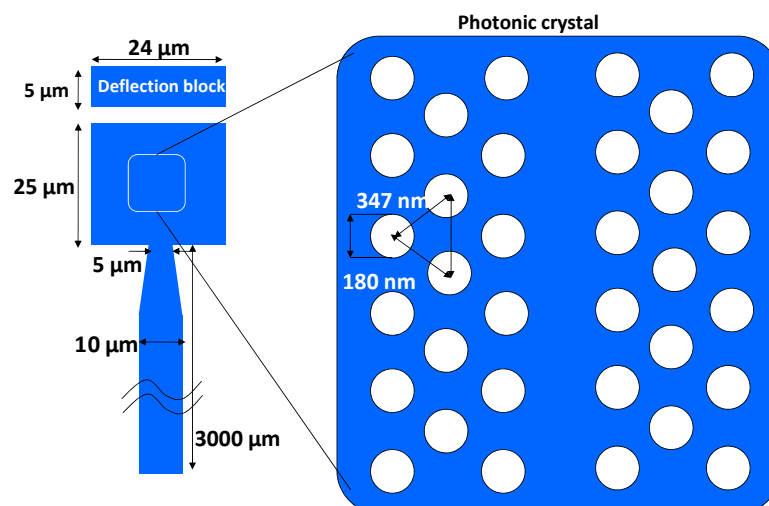 Photonic crystal
24 µm
Deflection block
5 µm
25 µm
347 nm
5 µm
180 nm
10 µm
3000 µm